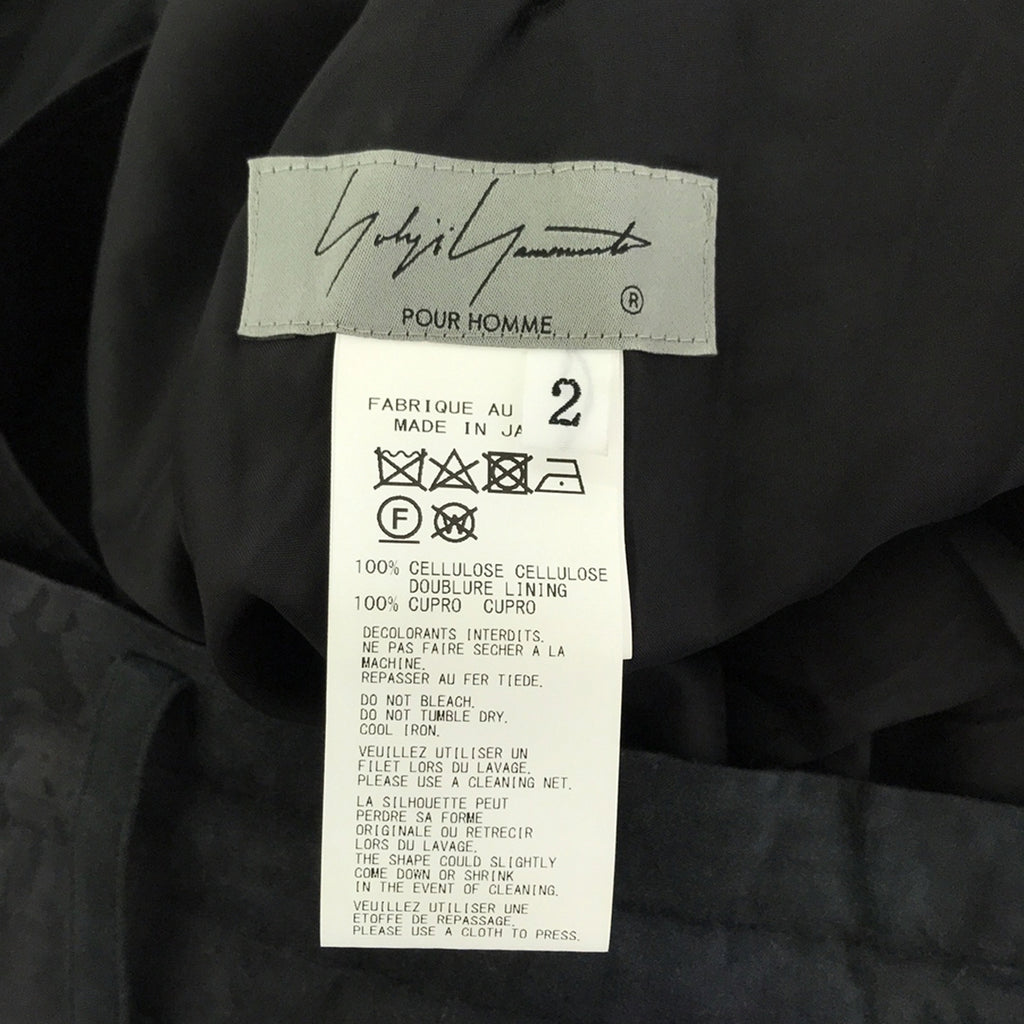 Yohji Yamamoto
®
POUR HOMME
2
FABRIQUE AU
MADE IN JA
F
W
100% CELLULOSE CELLULOSE
DOUBLURE LINING
100% CUPRO CUPRO
DECOLORANTS INTERDITS.
NE PAS FAIRE SECHER A LA
MACHINE.
REPASSER AU FER TIEDE.
DO NOT BLEACH.
DO NOT TUMBLE DRY.
COOL IRON.
VEUILLEZ UTILISER UN
FILET LORS DU LAVAGE.
PLEASE USE A CLEANING NET.
LA SILHOUETTE PEUT
PERDRE SA FORME
ORIGINALE OU RETRECIR
LORS DU LAVAGE.
THE SHAPE COULD SLIGHTLY
COME DOWN OR SHRINK
IN THE EVENT OF CLEANING.
VEUILLEZ UTILISER UNE
ETOFFE DE REPASSAGE.
PLEASE USE A CLOTH TO PRESS.